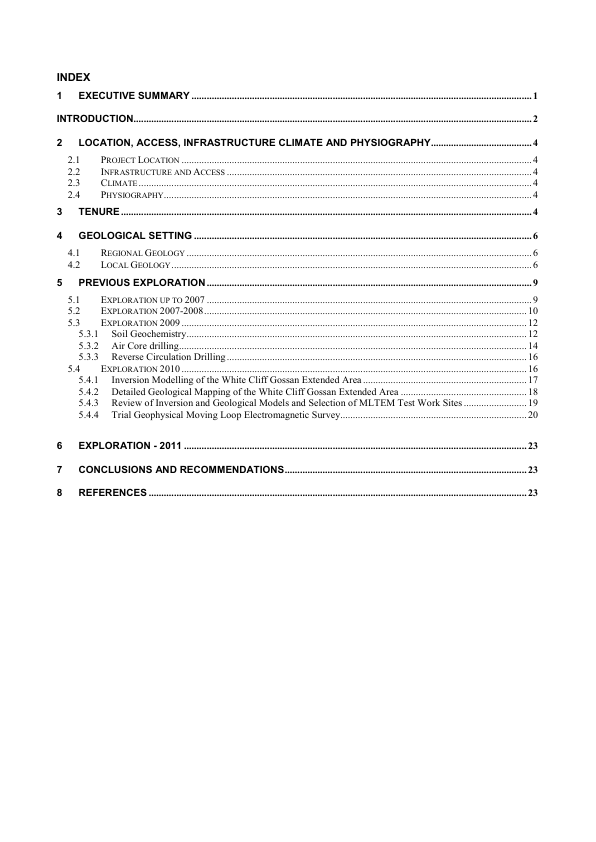 INDEX
1 EXECUTIVE SUMMARY ........ 1
INTRODUCTION ........ 2
2 LOCATION, ACCESS, INFRASTRUCTURE CLIMATE AND PHYSIOGRAPHY ........ 4
2.1 PROJECT LOCATION ........ 4
2.2 INFRASTRUCTURE AND ACCESS ........ 4
2.3 CLIMATE ........ 4
2.4 PHYSIOGRAPHY ........ 4
3 TENURE ........ 4
4 GEOLOGICAL SETTING ........ 6
4.1 REGIONAL GEOLOGY ........ 6
4.2 LOCAL GEOLOGY ........ 6
5 PREVIOUS EXPLORATION ........ 9
5.1 EXPLORATION UP TO 2007 ........ 9
5.2 EXPLORATION 2007-2008 ........ 10
5.3 EXPLORATION 2009 ........ 12
5.3.1 Soil Geochemistry ........ 12
5.3.2 Air Core drilling ........ 14
5.3.3 Reverse Circulation Drilling ........ 16
5.4 EXPLORATION 2010 ........ 16
5.4.1 Inversion Modelling of the White Cliff Gossan Extended Area ........ 17
5.4.2 Detailed Geological Mapping of the White Cliff Gossan Extended Area ........ 18
5.4.3 Review of Inversion and Geological Models and Selection of MLTEM Test Work Sites ........ 19
5.4.4 Trial Geophysical Moving Loop Electromagnetic Survey ........ 20
6 EXPLORATION - 2011 ........ 23
7 CONCLUSIONS AND RECOMMENDATIONS ........ 23
8 REFERENCES ........ 23